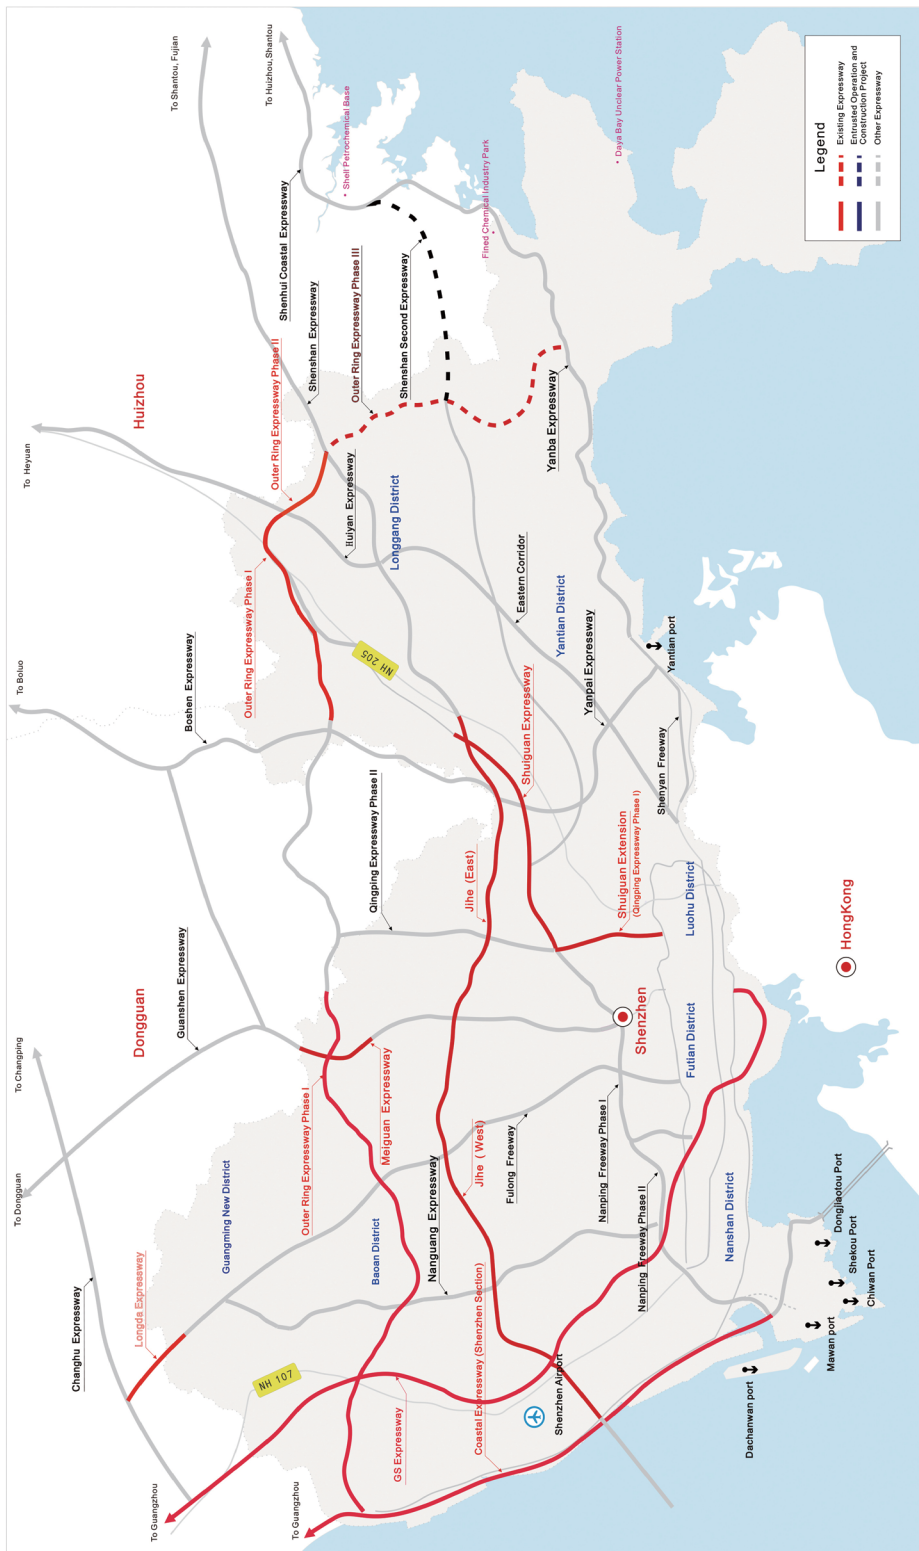 To Shantou, Fujian
To Huizhou,Shantou
Shell Petrochemical Base
Daya Bay Unclear Power Station
Fined Chemical Industry Park
Legend
Existing Expressway
Entrusted Operation and
Construction Project
Other Expressway
Shenhui Coastal Expressway
Shenshan Expressway
Outer Ring Expressway Phase III
Shenshan Second Expressway
Outer Ring Expressway Phase II
Huizhou
To Heyuan
Yanba Expressway
Huiyan Expressway
Longgang District
Eastern Corridor
Yantian District
Outer Ring Expressway Phase I
Boshen Expressway
To Boluo
NH 205
Yanpai Expressway
Yantian port
Shuiguan Expressway
Shenyan Freeway
Qingping Expressway Phase II
Jihe (East)
Shuiguan Extension
(Qingping Expressway Phase I)
Luohu District
HongKong
Guanshen Expressway
Dongguan
Shenzhen
Futian District
To Changping
Meiguan Expressway
Outer Ring Expressway Phase I
Jihe ( West)
Fulong Freeway
Nanping Freeway Phase I
Nanping Freeway Phase II
Nanshan District
To Dongguan
Guangming New District
Baoan District
Nanguang Expressway
Dongjiaotou Port
Shekou Port
Chiwan Port
Mawan port
Dachanwan port
Changhu Expressway
Longda Expressway
NH 107
Coastal Expressway (Shenzhen Section)
Shenzhen Airport
GS Expressway
To Guangzhou
To Guangzhou